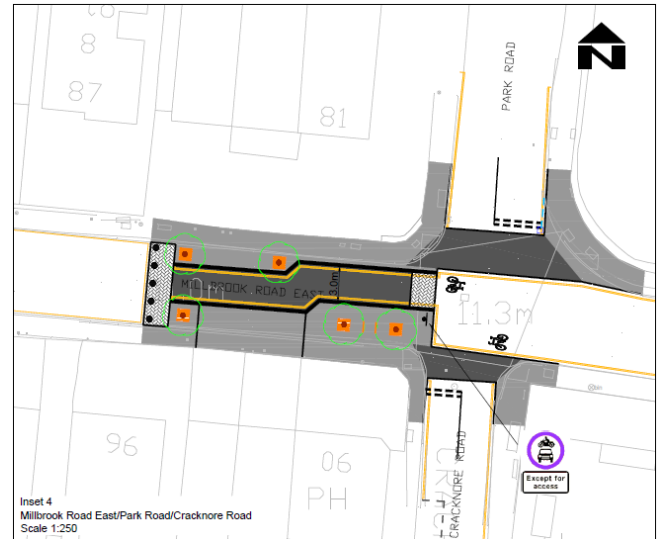 8
87
81
PARK ROAD
N
MILLBROOK ROAD EAST
3.0m
11.3m
96
90
PH
CRACKNORE ROAD
Except for
access
Inset 4
Millbrook Road East/Park Road/Cracknore Road
Scale 1:250